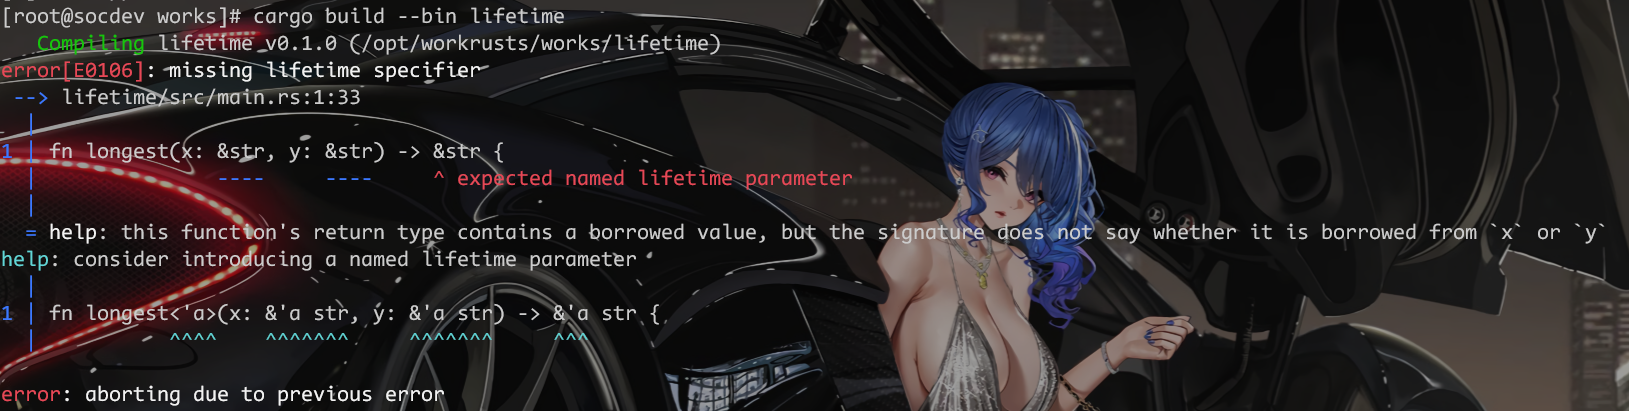 [root@socdev works]# cargo build --bin lifetime
   Compiling lifetime v0.1.0 (/opt/workrusts/works/lifetime)
error[E0106]: missing lifetime specifier
 --> lifetime/src/main.rs:1:33
  |
1 | fn longest(x: &str, y: &str) -> &str {
  |               ----     ----     ^ expected named lifetime parameter
  |
  = help: this function's return type contains a borrowed value, but the signature does not say whether it is borrowed from `x` or `y`
help: consider introducing a named lifetime parameter
  |
1 | fn longest<'a>(x: &'a str, y: &'a str) -> &'a str {
  |           ^^^^    ^^^^^^^     ^^^^^^^     ^^^
error: aborting due to previous error